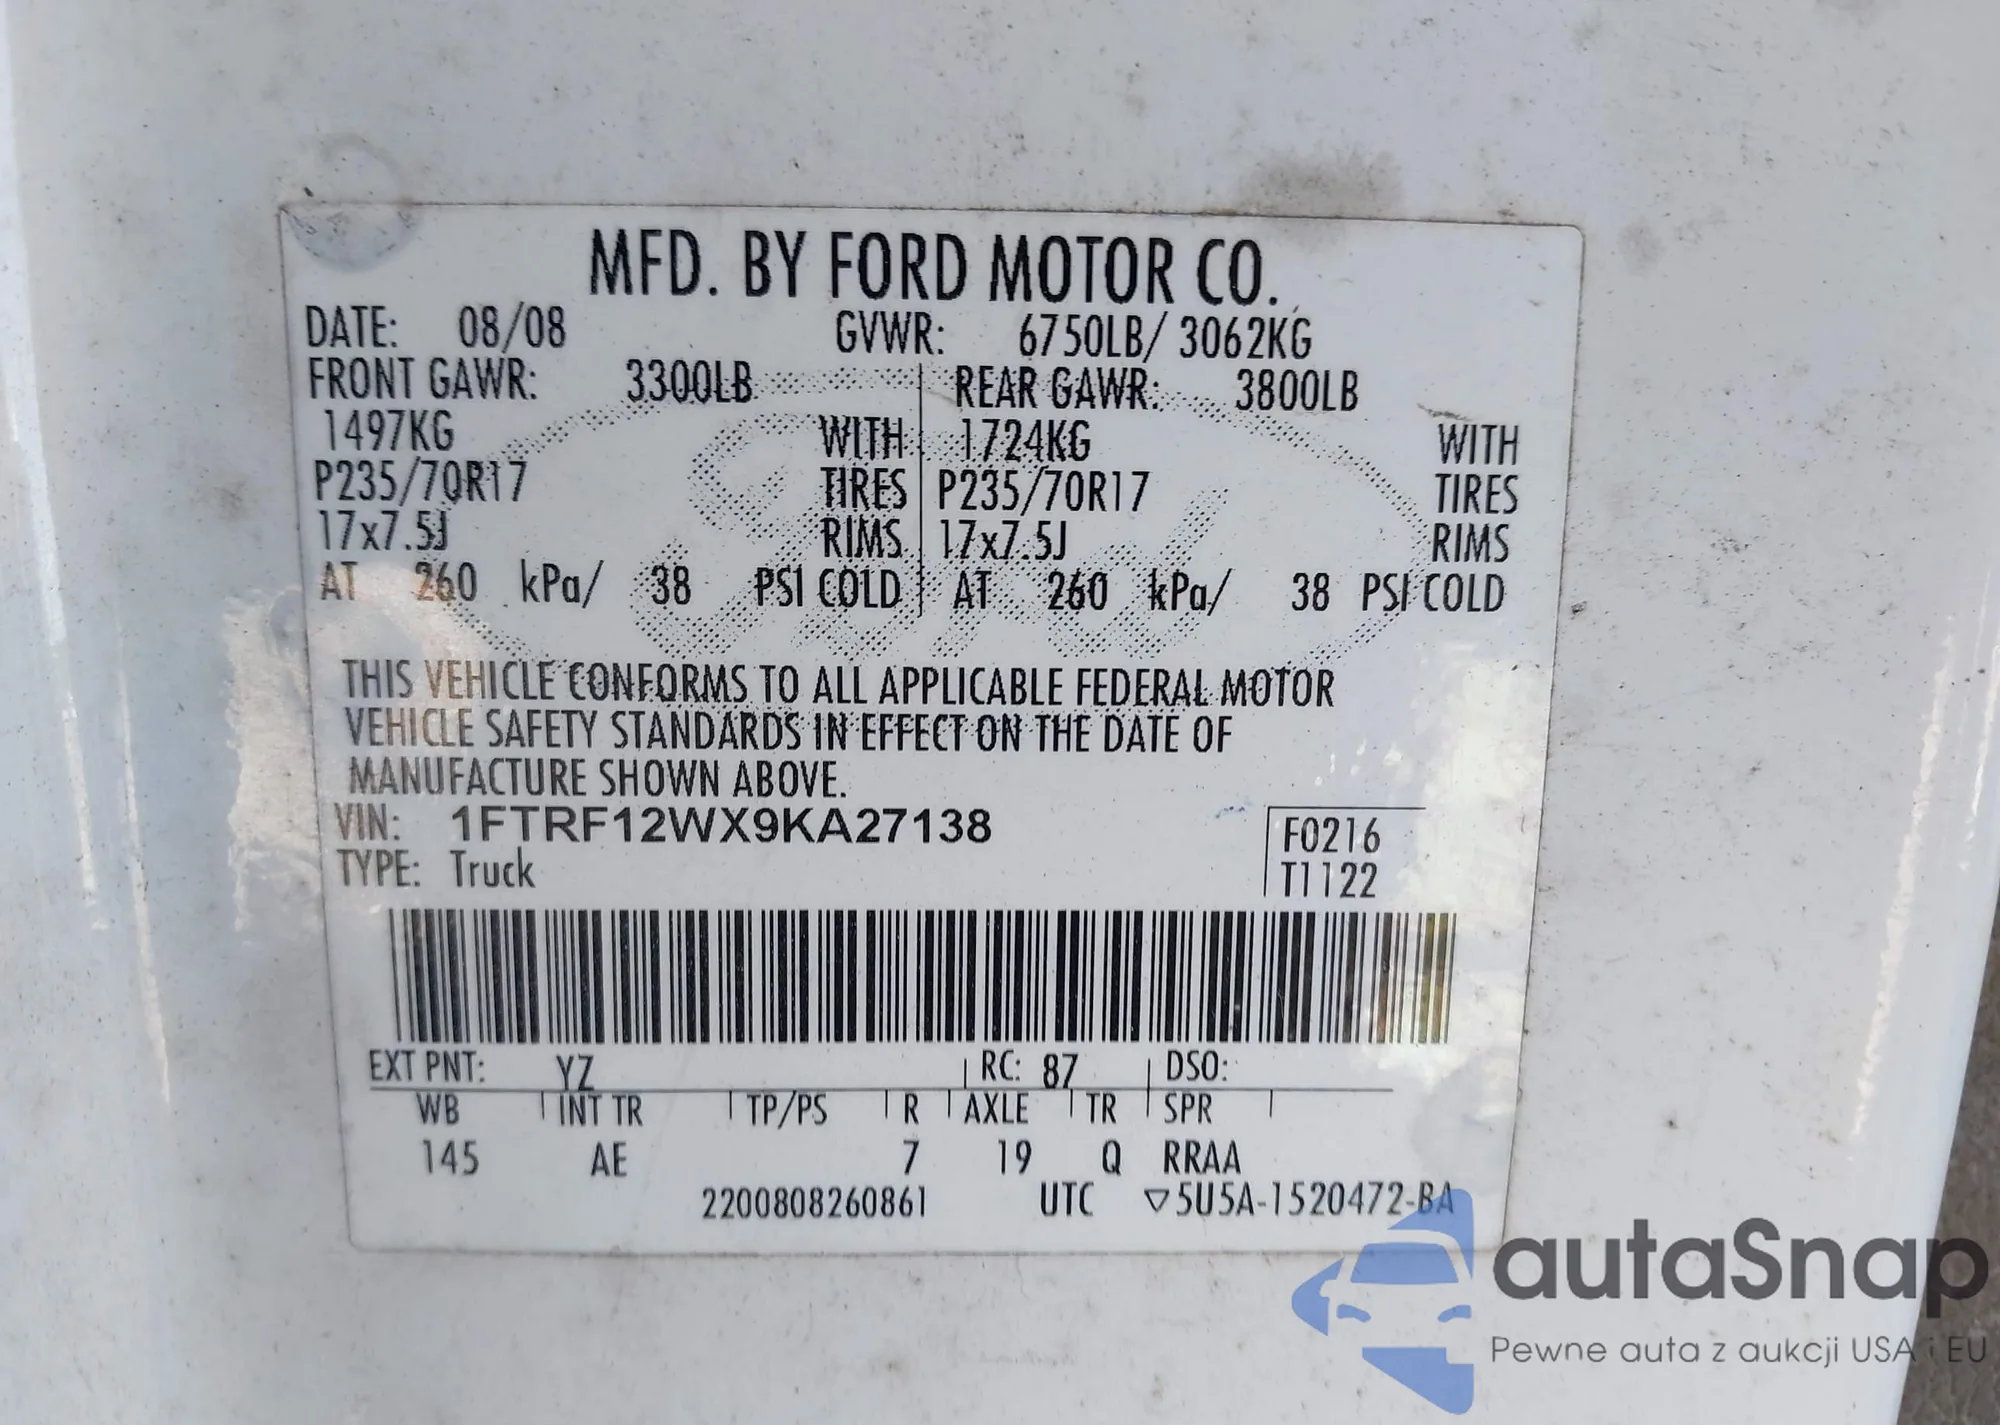 MFD. BY FORD MOTOR CO.
DATE: 08/08 GVWR: 6750LB/ 3062KG
FRONT GAWR: 3300LB REAR GAWR: 3800LB
1497KG WITH 1724KG WITH
P235/70R17 TIRES P235/70R17 TIRES
17x7.5J RIMS 17x7.5J RIMS
AT 260 kPa/ 38 PSI COLD AT 260 kPa/ 38 PSI COLD
THIS VEHICLE CONFORMS TO ALL APPLICABLE FEDERAL MOTOR
VEHICLE SAFETY STANDARDS IN EFFECT ON THE DATE OF
MANUFACTURE SHOWN ABOVE.
VIN: 1FTRF12WX9KA27138 F0216
TYPE: Truck T1122
EXT PNT: YZ RC: 87 DSO:
WB INT TR TP/PS R AXLE TR SPR
145 AE 7 19 Q RRAA
2200808260861 UTC ▽5U5A-1520472-BA
autaSnap
Pewne auta z aukcji USA i EU